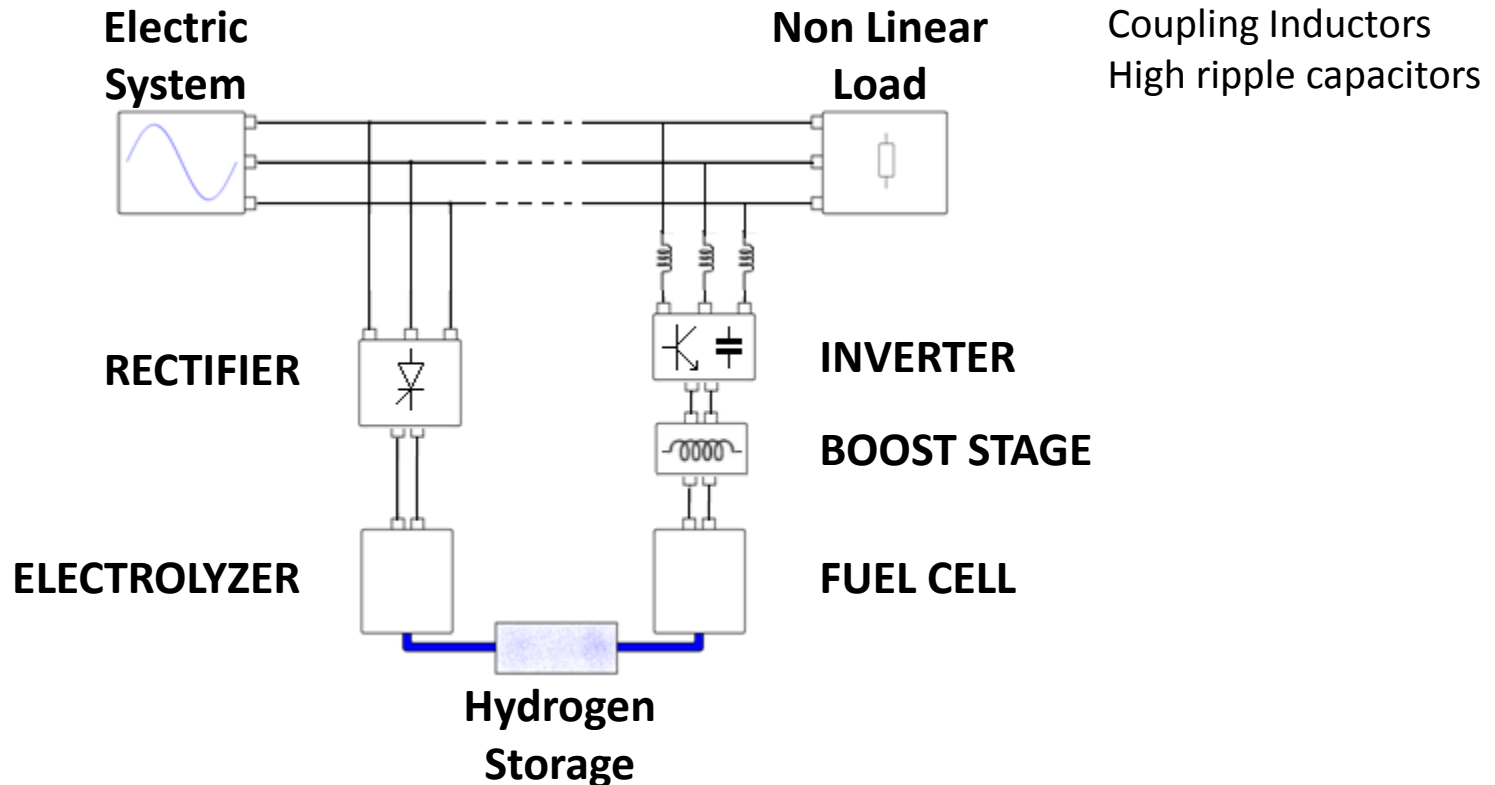 Electric
System
Non Linear
Load
Coupling Inductors
High ripple capacitors
RECTIFIER
INVERTER
BOOST STAGE
ELECTROLYZER
FUEL CELL
Hydrogen
Storage